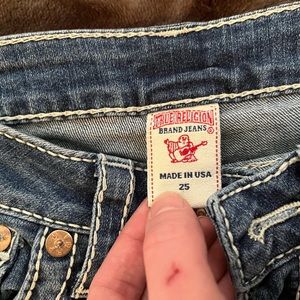 TRUE RELIGION
BRAND JEANS®
MADE IN USA
25